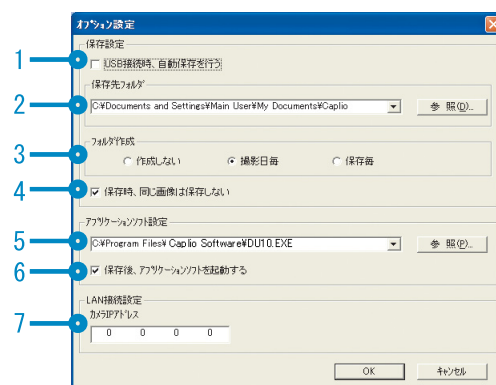 オプション設定
保存設定
1
USB接続時、自動保存を行う
保存先フォルダ
2
C:¥Documents and Settings¥Main User¥My Documents¥Caplio
参 照(D)...
フォルダ作成
3
作成しない 撮影日毎 保存毎
4
保存時、同じ画像は保存しない
アプリケーションソフト設定
5
C:¥Program Files¥ Caplio Software¥DU10.EXE
参 照(P)...
6
保存後、アプリケーションソフトを起動する
LAN接続設定
カメラIPアドレス
7
0 0 0 0
OK キャンセル